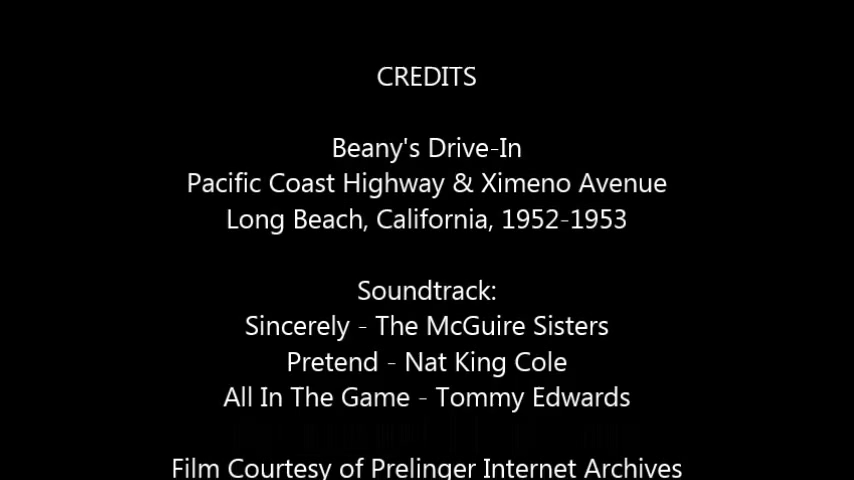 CREDITS
Beany's Drive-In
Pacific Coast Highway & Ximeno Avenue
Long Beach, California, 1952-1953
Soundtrack:
Sincerely - The McGuire Sisters
Pretend - Nat King Cole
All In The Game - Tommy Edwards
Film Courtesy of Prelinger Internet Archives